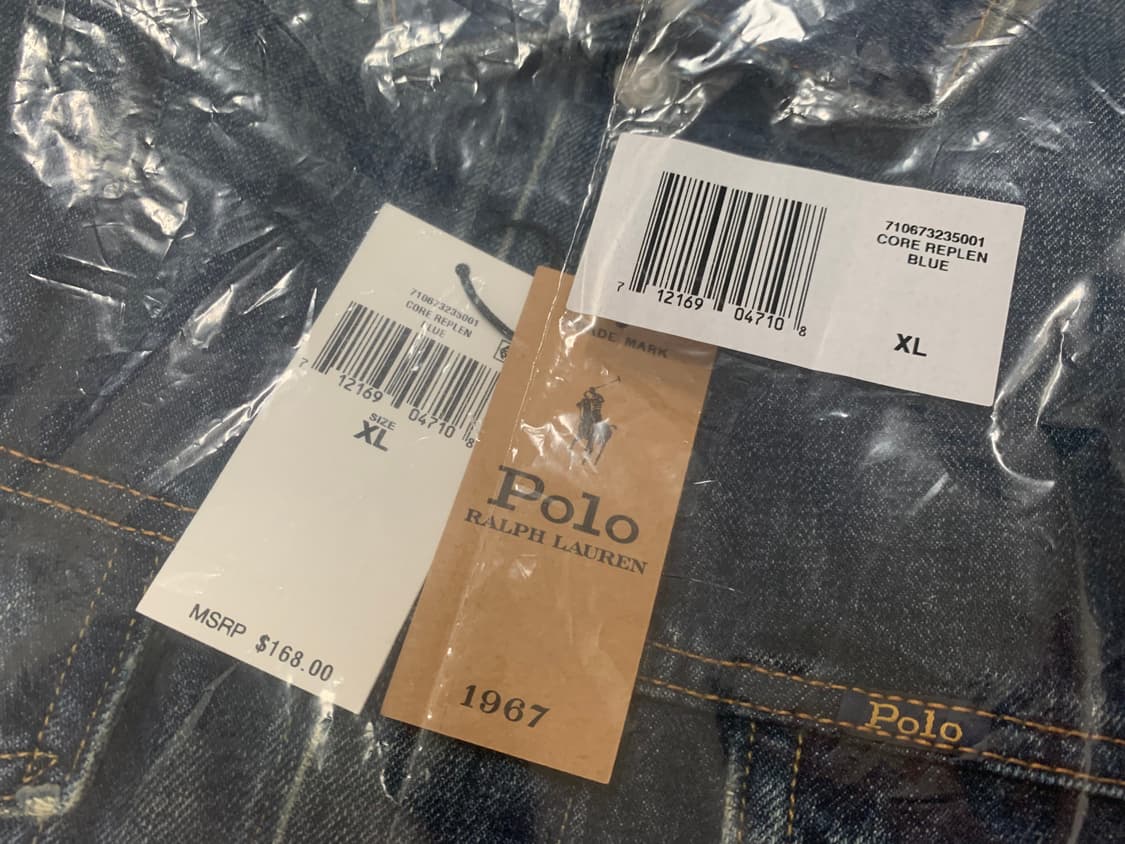 710673235001
CORE REPLEN
BLUE
7 12169 04710 8
SIZE
XL
MSRP $168.00
ADE MARK
Polo
RALPH LAUREN
1967
7 12169 04710 8
710673235001
CORE REPLEN
BLUE
XL
Polo